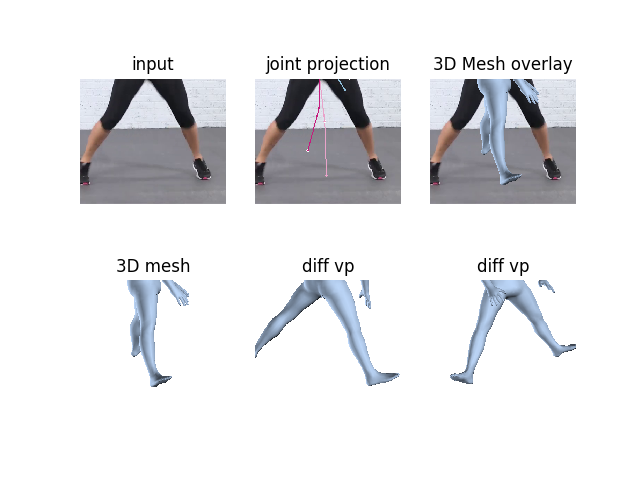 input
joint projection
3D Mesh overlay
3D mesh
diff vp
diff vp